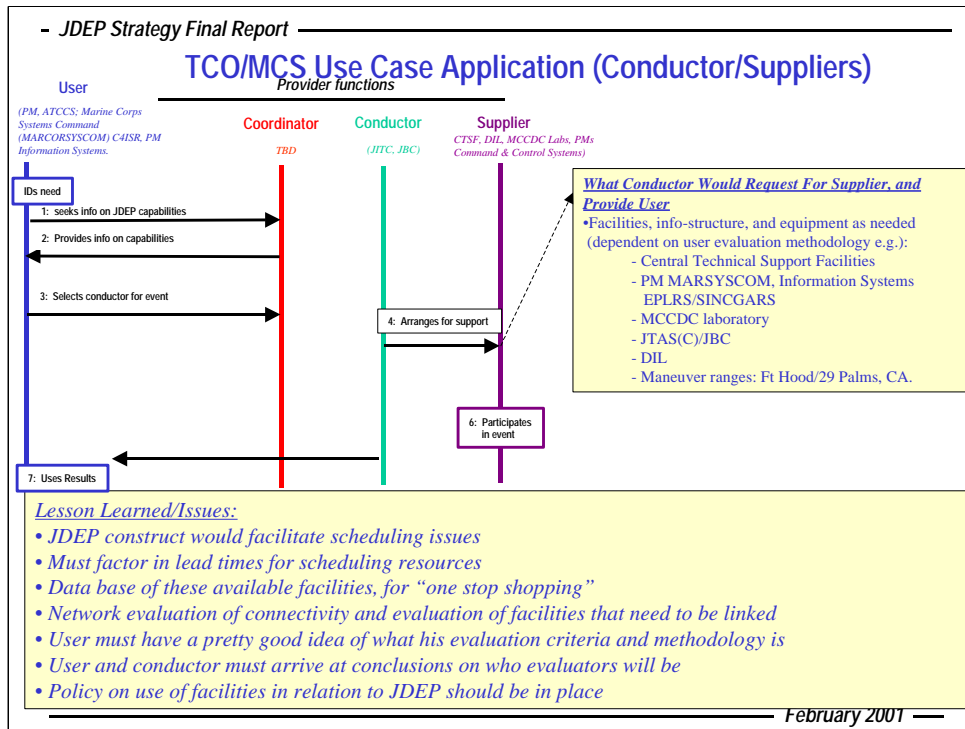 JDEP Strategy Final Report
TCO/MCS Use Case Application (Conductor/Suppliers)
User
Provider functions
(PM, ATCCS; Marine Corps
Systems Command
(MARCORSYSCOM) C4ISR, PM
Information Systems.
Coordinator
TBD
Conductor
(JITC, JBC)
Supplier
CTSF, DIL, MCCDC Labs, PMs
Command & Control Systems)
IDs need
1: seeks info on JDEP capabilities
2: Provides info on capabilities
3: Selects conductor for event
4: Arranges for support
6: Participates
in event
7: Uses Results
What Conductor Would Request For Supplier, and
Provide User
•Facilities, info-structure, and equipment as needed
(dependent on user evaluation methodology e.g.):
- Central Technical Support Facilities
- PM MARSYSCOM, Information Systems
EPLRS/SINCGARS
- MCCDC laboratory
- JTAS(C)/JBC
- DIL
- Maneuver ranges: Ft Hood/29 Palms, CA.
Lesson Learned/Issues:
• JDEP construct would facilitate scheduling issues
• Must factor in lead times for scheduling resources
• Data base of these available facilities, for “one stop shopping”
• Network evaluation of connectivity and evaluation of facilities that need to be linked
• User must have a pretty good idea of what his evaluation criteria and methodology is
• User and conductor must arrive at conclusions on who evaluators will be
• Policy on use of facilities in relation to JDEP should be in place
February 2001